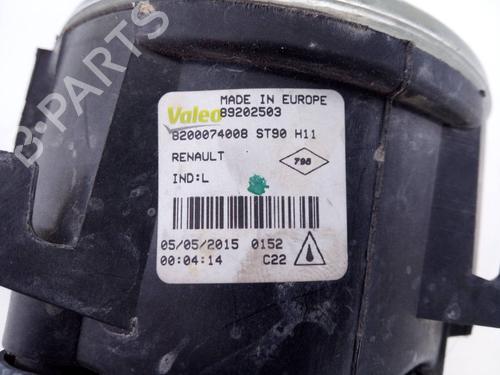 B-PARTS
Valeo
MADE IN EUROPE
89202503
8200074008 ST90 H11
RENAULT
796
IND:L
05/05/2015 0152
00:04:14 C22